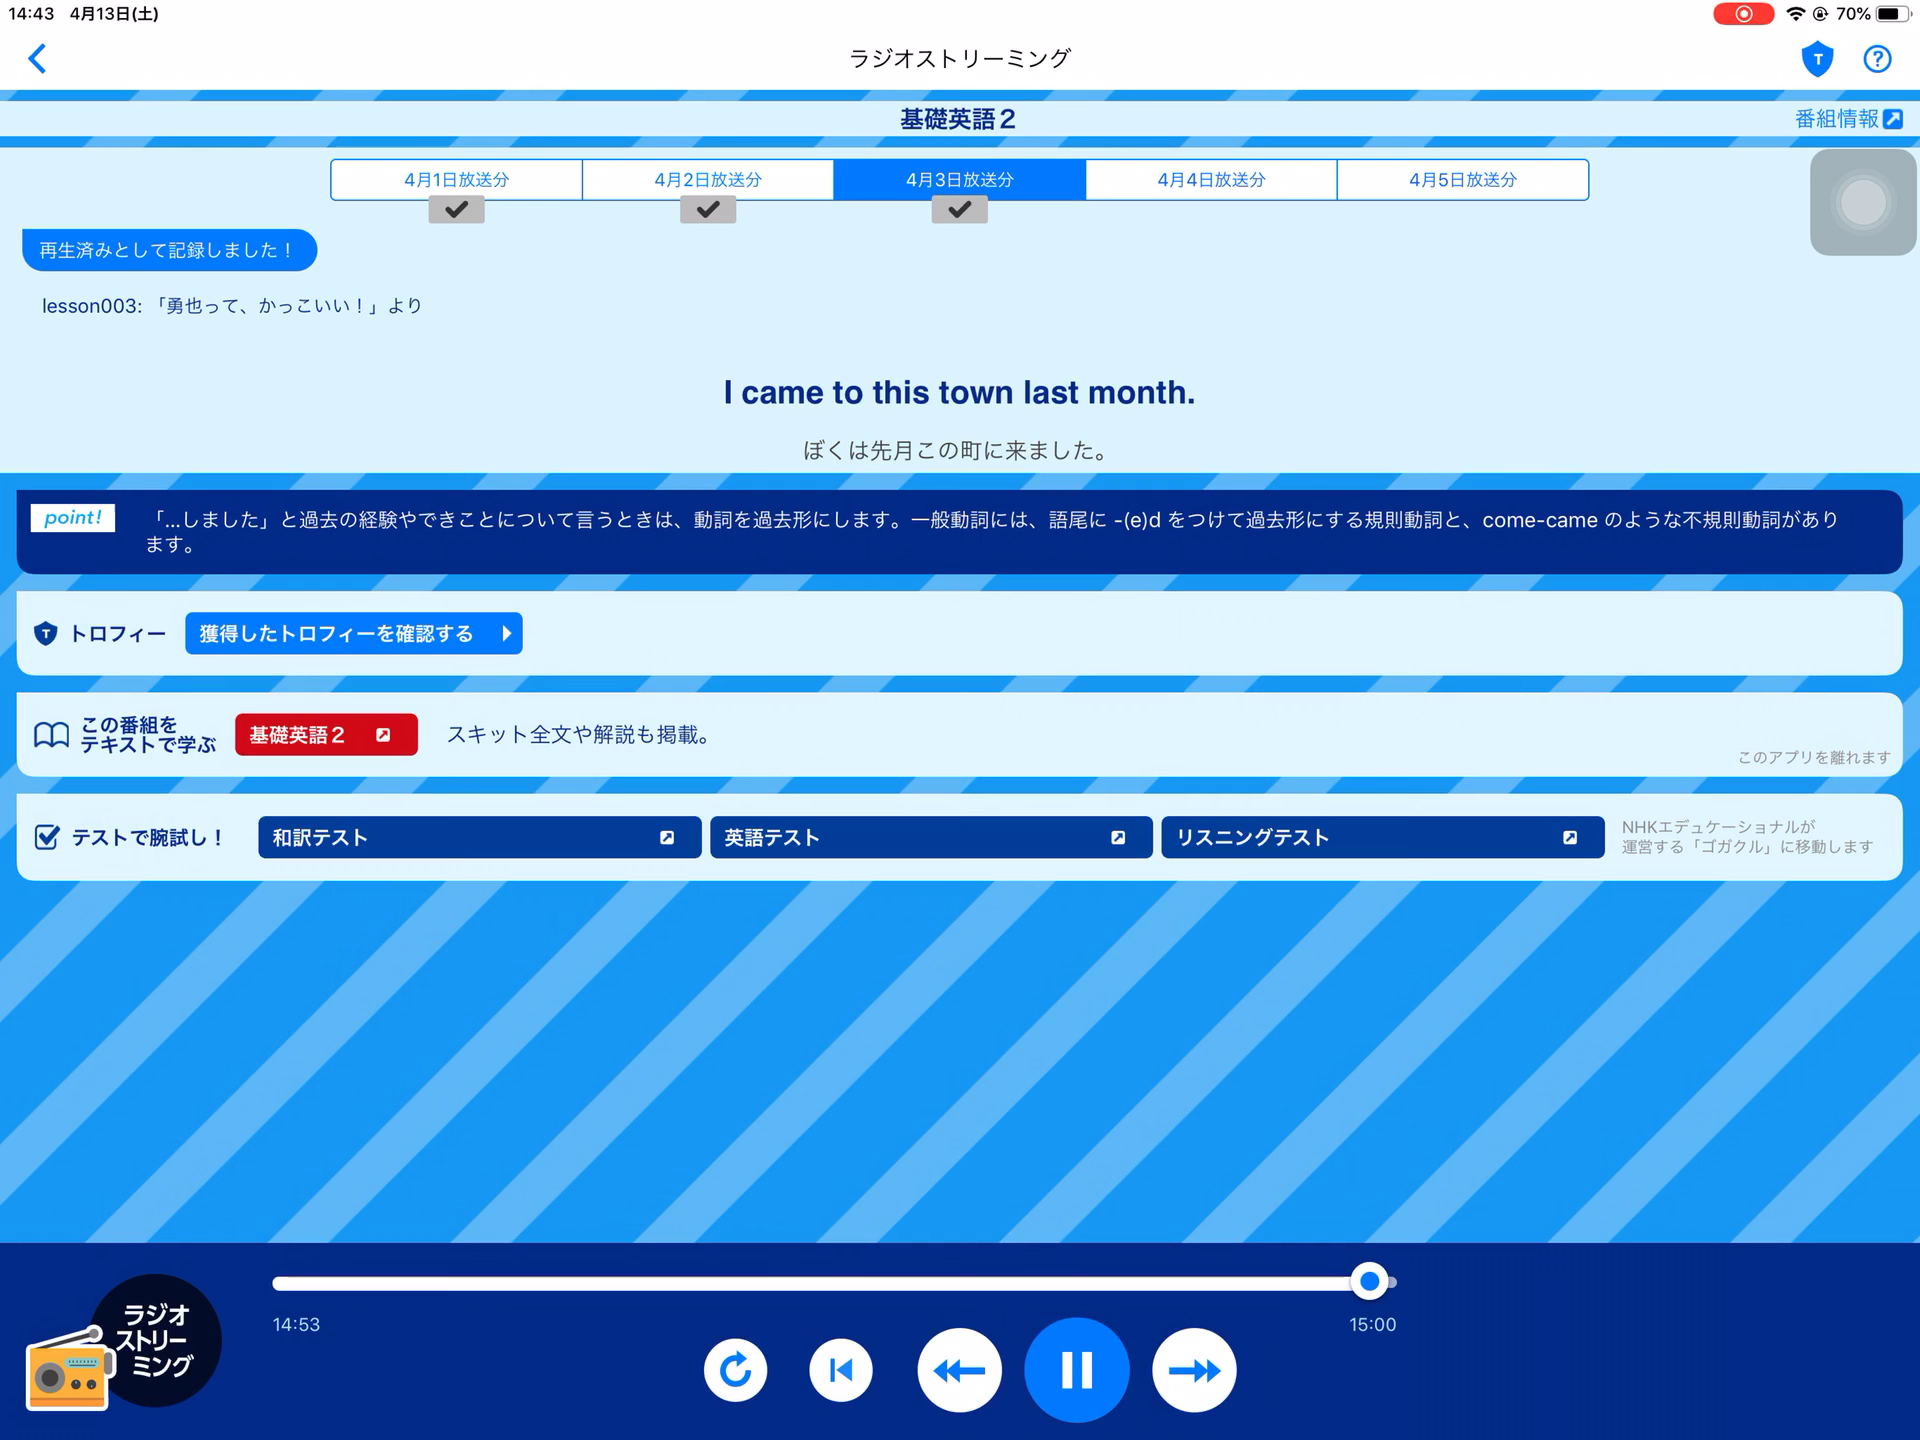 14:43 4月13日(土)
70%
ラジオストリーミング
T
?
基礎英語2
番組情報
4月1日放送分
4月2日放送分
4月3日放送分
4月4日放送分
4月5日放送分
再生済みとして記録しました！
lesson003: 「勇也って、かっこいい！」より
I came to this town last month.
ぼくは先月この町に来ました。
point!
「...しました」と過去の経験やできことについて言うときは、動詞を過去形にします。一般動詞には、語尾に -(e)d をつけて過去形にする規則動詞と、come-came のような不規則動詞があり
ます。
T トロフィー
獲得したトロフィーを確認する
この番組を
テキストで学ぶ
基礎英語2
スキット全文や解説も掲載。
このアプリを離れます
テストで腕試し！
和訳テスト
英語テスト
リスニングテスト
NHKエデュケーショナルが
運営する「ゴガクル」に移動します
14:53
15:00
ラジオ
ストリー
ミング